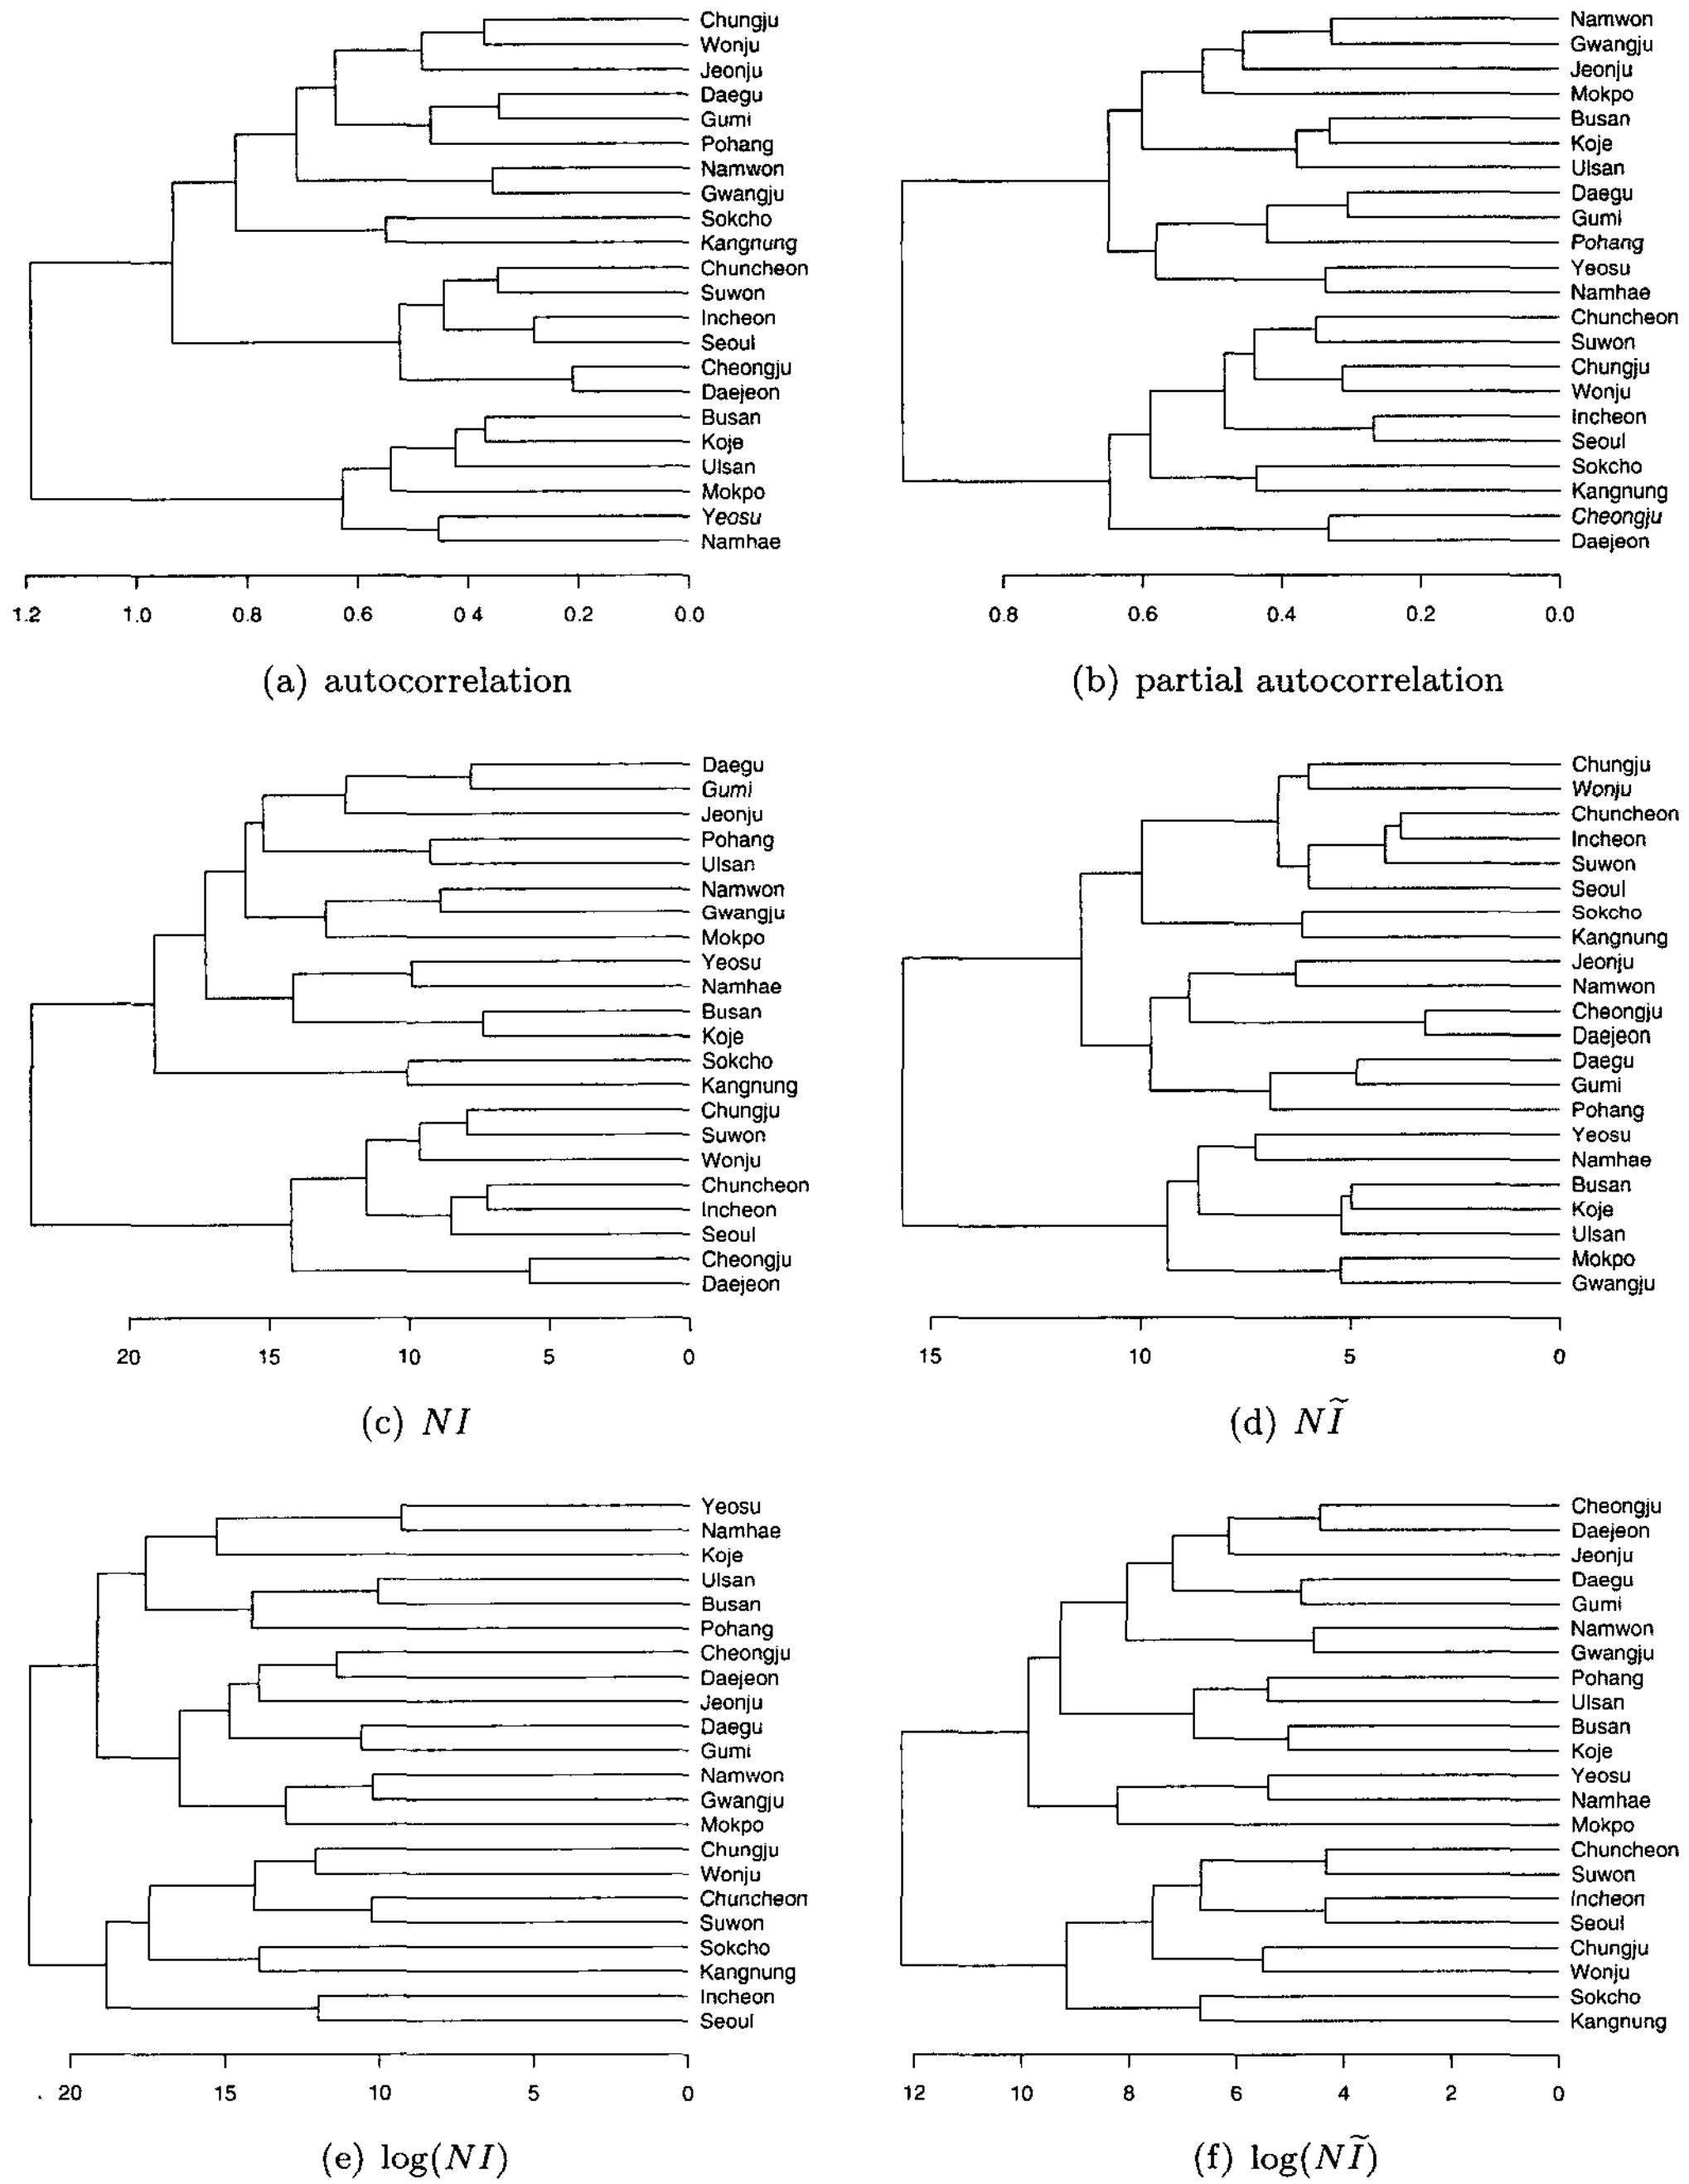 Chungju
Wonju
Jeonju
Daegu
Gumi
Pohang
Namwon
Gwangju
Sokcho
Kangnung
Chuncheon
Suwon
Incheon
Seoul
Cheongju
Daejeon
Busan
Koje
Ulsan
Mokpo
Yeosu
Namhae
1.2 1.0 0.8 0.6 0 4 0.2 0.0
(a) autocorrelation
Namwon
Gwangju
Jeonju
Mokpo
Busan
Koje
Ulsan
Daegu
Gumi
Pohang
Yeosu
Namhae
Chuncheon
Suwon
Chungju
Wonju
Incheon
Seoul
Sokcho
Kangnung
Cheongju
Daejeon
0.8 0.6 0.4 0.2 0.0
(b) partial autocorrelation
Daegu
Gumi
Jeonju
Pohang
Ulsan
Namwon
Gwangju
Mokpo
Yeosu
Namhae
Busan
Koje
Sokcho
Kangnung
Chungju
Suwon
Wonju
Chuncheon
Incheon
Seoul
Cheongju
Daejeon
20 15 10 5 0
(c) NI
Chungju
Wonju
Chuncheon
Incheon
Suwon
Seoul
Sokcho
Kangnung
Jeonju
Namwon
Cheongju
Daejeon
Daegu
Gumi
Pohang
Yeosu
Namhae
Busan
Koje
Ulsan
Mokpo
Gwangju
15 10 5 0
(d) NĨ
Yeosu
Namhae
Koje
Ulsan
Busan
Pohang
Cheongju
Daejeon
Jeonju
Daegu
Gumi
Namwon
Gwangju
Mokpo
Chungju
Wonju
Chuncheon
Suwon
Sokcho
Kangnung
Incheon
Seoul
20 15 10 5 0
(e) log(NI)
Cheongju
Daejeon
Jeonju
Daegu
Gumi
Namwon
Gwangju
Pohang
Ulsan
Busan
Koje
Yeosu
Namhae
Mokpo
Chuncheon
Suwon
Incheon
Seoul
Chungju
Wonju
Sokcho
Kangnung
12 10 8 6 4 2 0
(f) log(NĨ)